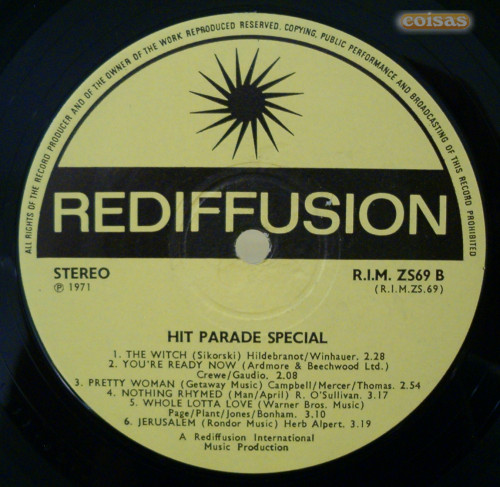 coisas
ALL RIGHTS OF THE RECORD PRODUCER AND OF THE OWNER OF THE WORK REPRODUCED RESERVED. COPYING, PUBLIC PERFORMANCE AND BROADCASTING OF THIS RECORD PROHIBITED
REDIFFUSION
STEREO
Ⓟ 1971
R.I.M. ZS69 B
(R.I.M.ZS.69)
HIT PARADE SPECIAL
1. THE WITCH (Sikorski) Hildebranot/Winhauer. 2.28
2. YOU'RE READY NOW (Ardmore & Beechwood Ltd.)
Crewe/Gaudio. 2.08
3. PRETTY WOMAN (Getaway Music) Campbell/Mercer/Thomas. 2.54
4. NOTHING RHYMED (Man/April) R. O'Sullivan. 3.17
5. WHOLE LOTTA LOVE (Warner Bros. Music)
Page/Plant/Jones/Bonham. 3.10
6. JERUSALEM (Rondor Music) Herb Alpert. 3.19
A Rediffusion International
Music Production